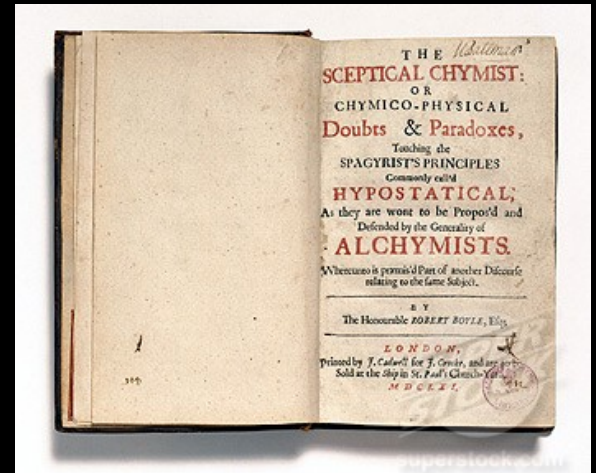 THE
SCEPTICAL CHYMIST:
OR
CHYMICO-PHYSICAL
Doubts & Paradoxes,
Touching the
SPAGYRIST'S PRINCIPLES
Commonly call'd
HYPOSTATICAL,
As they are wont to be Propos'd and
Defended by the Generality of
ALCHYMISTS.
Whereunto is præmis'd Part of another Discourse
relating to the same Subject.
BY
The Honourable ROBERT BOYLE, Esq;
LONDON,
Printed by J. Cadwell for J. Crooke, and are to be
Sold at the Ship in St. Paul's Church-Yard.
MDCLXI.
superstock.com